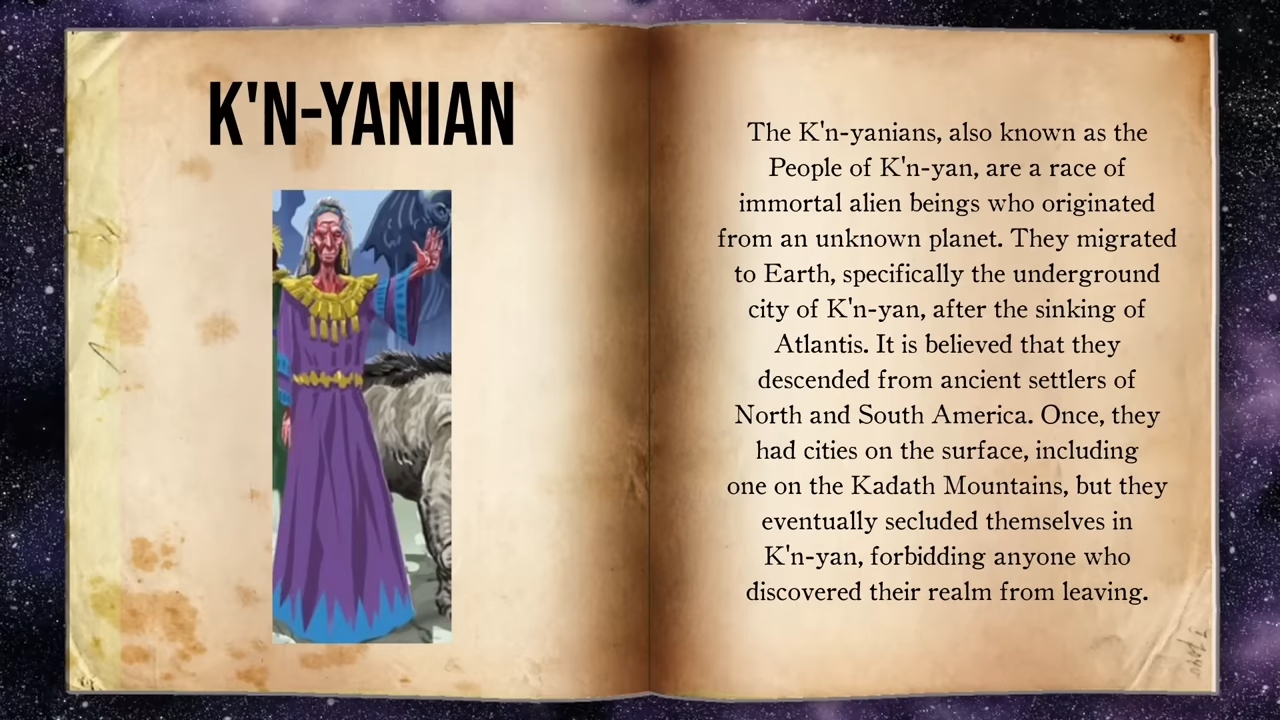 K'N-YANIAN
The K'n-yanians, also known as the
People of K'n-yan, are a race of
immortal alien beings who originated
from an unknown planet. They migrated
to Earth, specifically the underground
city of K'n-yan, after the sinking of
Atlantis. It is believed that they
descended from ancient settlers of
North and South America. Once, they
had cities on the surface, including
one on the Kadath Mountains, but they
eventually secluded themselves in
K'n-yan, forbidding anyone who
discovered their realm from leaving.